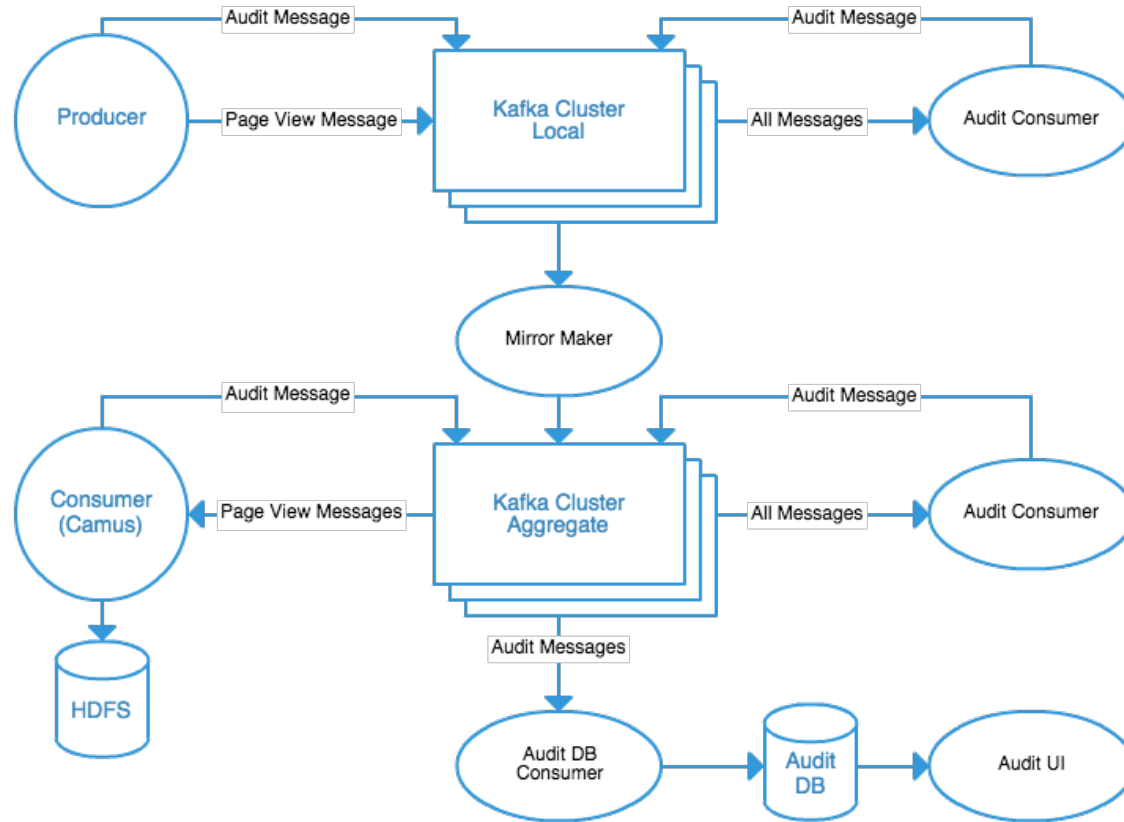 Audit Message
Audit Message
Producer
Page View Message
Kafka Cluster
Local
All Messages
Audit Consumer
Mirror Maker
Audit Message
Audit Message
Consumer
(Camus)
Page View Messages
Kafka Cluster
Aggregate
All Messages
Audit Consumer
Audit Messages
HDFS
Audit DB
Consumer
Audit
DB
Audit UI